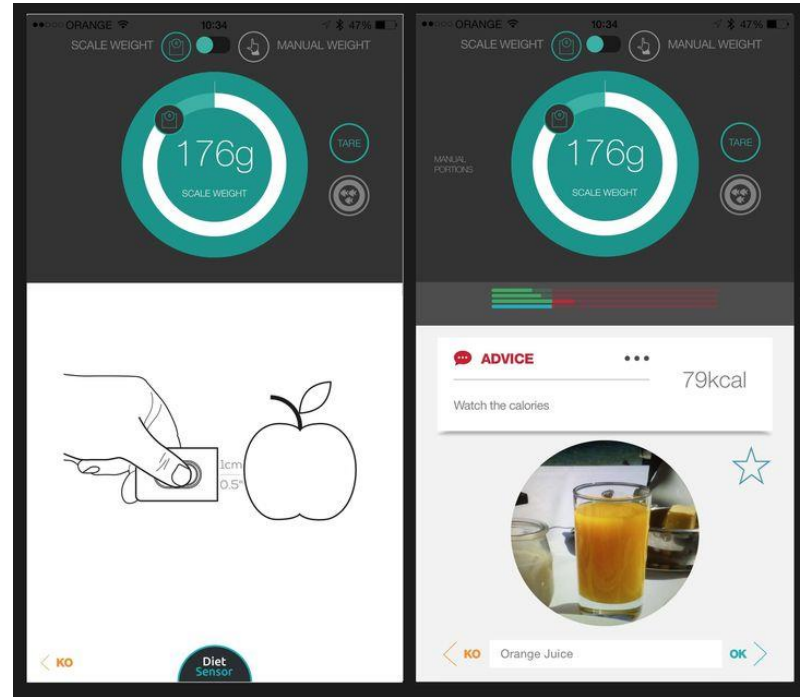 ORANGE 10:34 47%
SCALE WEIGHT MANUAL WEIGHT
176g
SCALE WEIGHT
TARE
1cm
0.5"
KO
Diet
Sensor
ORANGE 10:34 47%
SCALE WEIGHT MANUAL WEIGHT
176g
SCALE WEIGHT
TARE
MANUAL
PORTIONS
ADVICE
79kcal
Watch the calories
KO Orange Juice OK